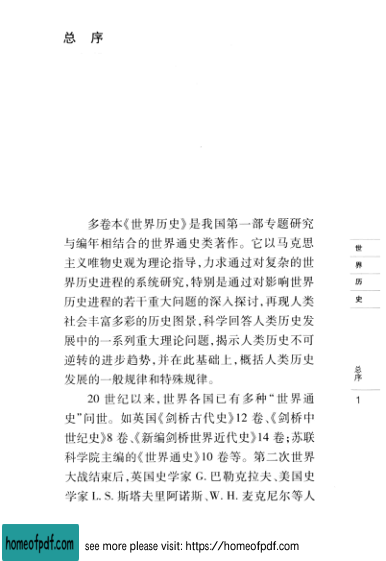 总 序
多卷本《世界历史》是我国第一部专题研究
与编年相结合的世界通史类著作。它以马克思
主义唯物史观为理论指导,力求通过对复杂的世
界历史进程的系统研究,特别是通过对影响世界
历史进程的若干重大问题的深入探讨,再现人类
社会丰富多彩的历史图景,科学回答人类历史发
展中的一系列重大理论问题,揭示人类历史不可
逆转的进步趋势,并在此基础上,概括人类历史
发展的一般规律和特殊规律。
20 世纪以来,世界各国已有多种“世界通
史”问世。如英国《剑桥古代史》12 卷、《剑桥中
世纪史》8 卷、《新编剑桥世界近代史》14 卷;苏联
科学院主编的《世界通史》10 卷等。第二次世界
大战结束后,英国史学家 G. 巴勒克拉夫、美国史
学家 L. S. 斯塔夫里阿诺斯、W. H. 麦克尼尔等人
世界历史
总序
1
homeofpdf.com
see more please visit: https://homeofpdf.com